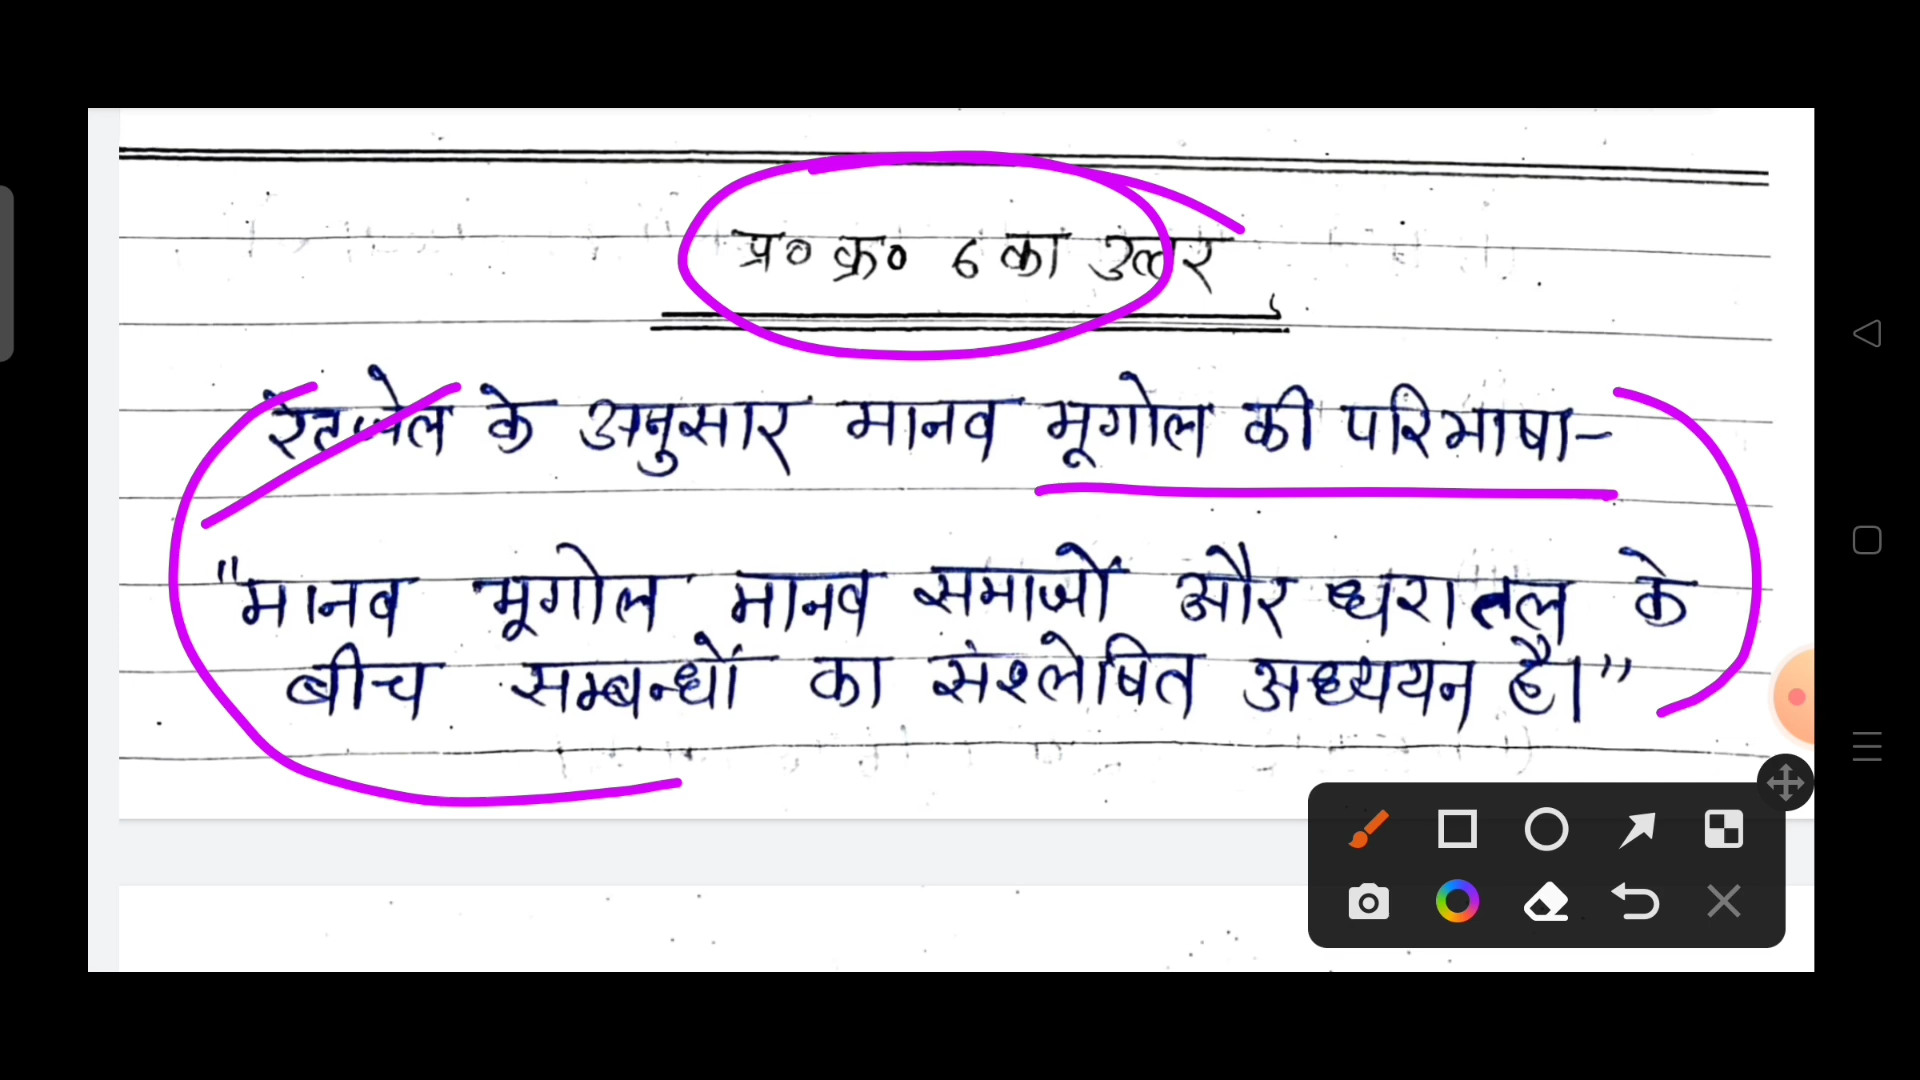 प्र० क्र० 6 का उत्तर
रेटजेल के अनुसार मानव भूगोल की परिभाषा-
"मानव भूगोल मानव समाजों और धरातल के
बीच सम्बन्धों का संश्लेषित अध्ययन है।"